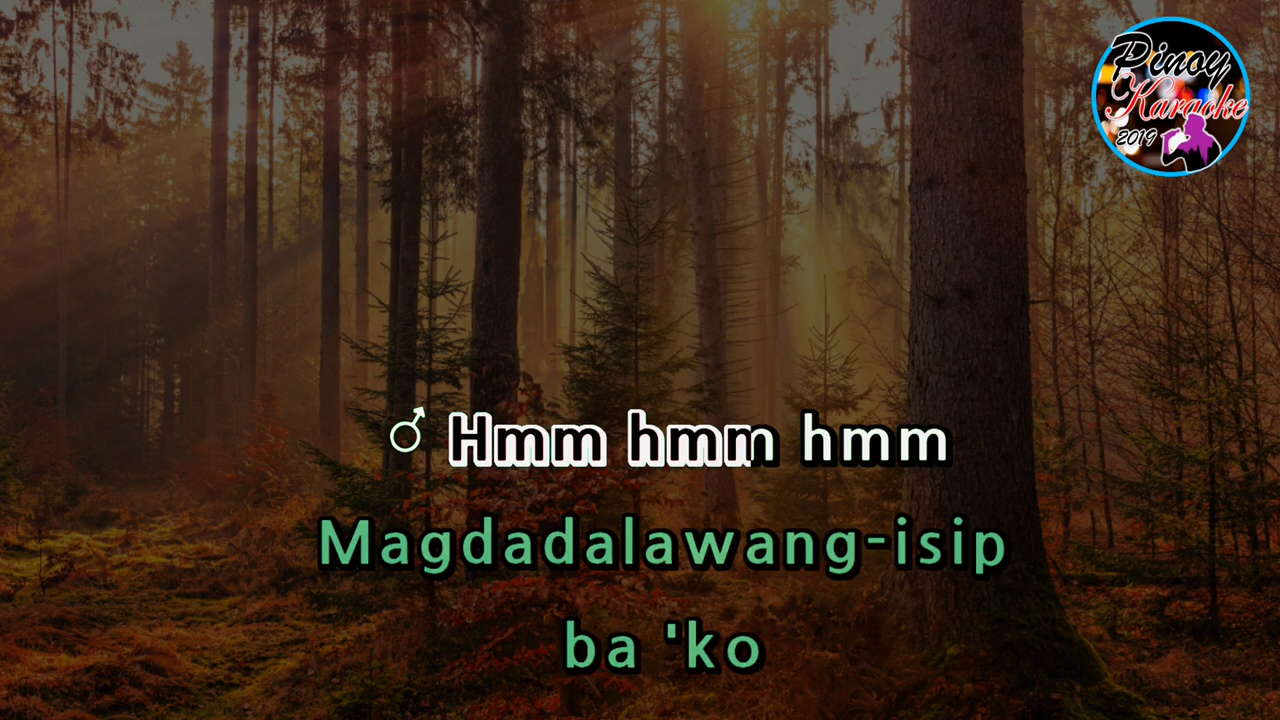 Pinoy
Karaoke
2019
♂ Hmm hmm hmm
Magdadalawang-isip
ba 'ko